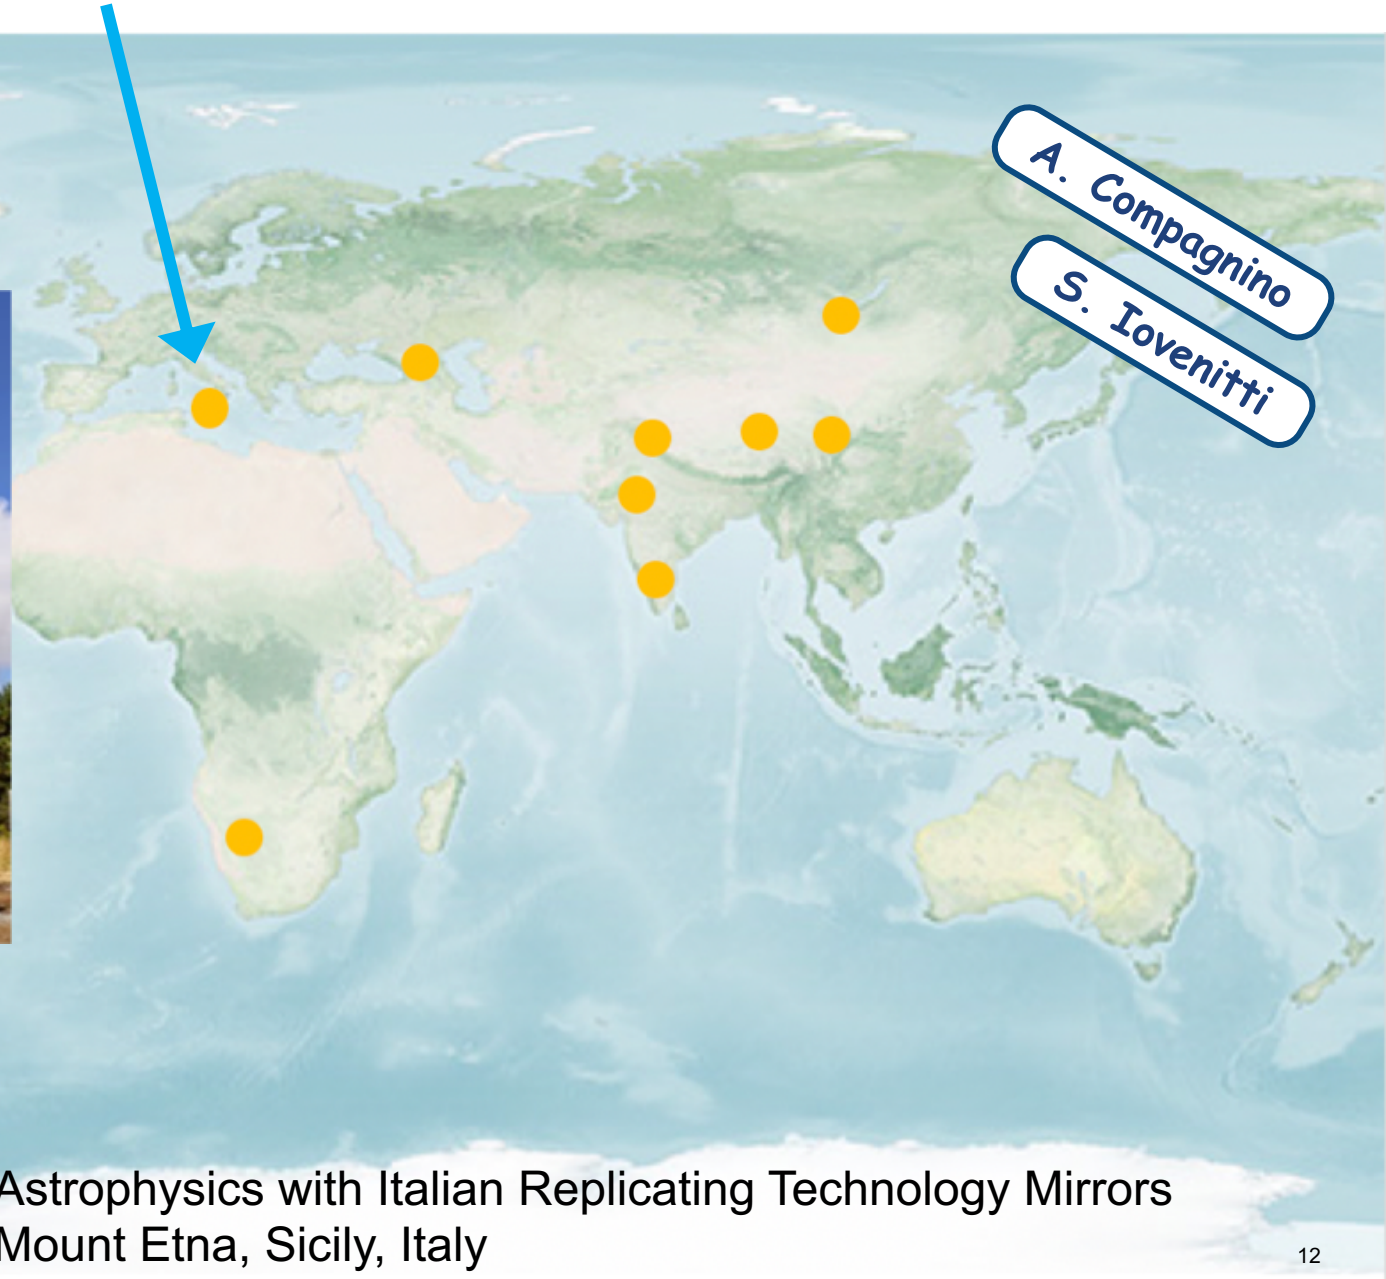 A. Compagnino
S. Iovenitti
Astrophysics with Italian Replicating Technology Mirrors
Mount Etna, Sicily, Italy
12